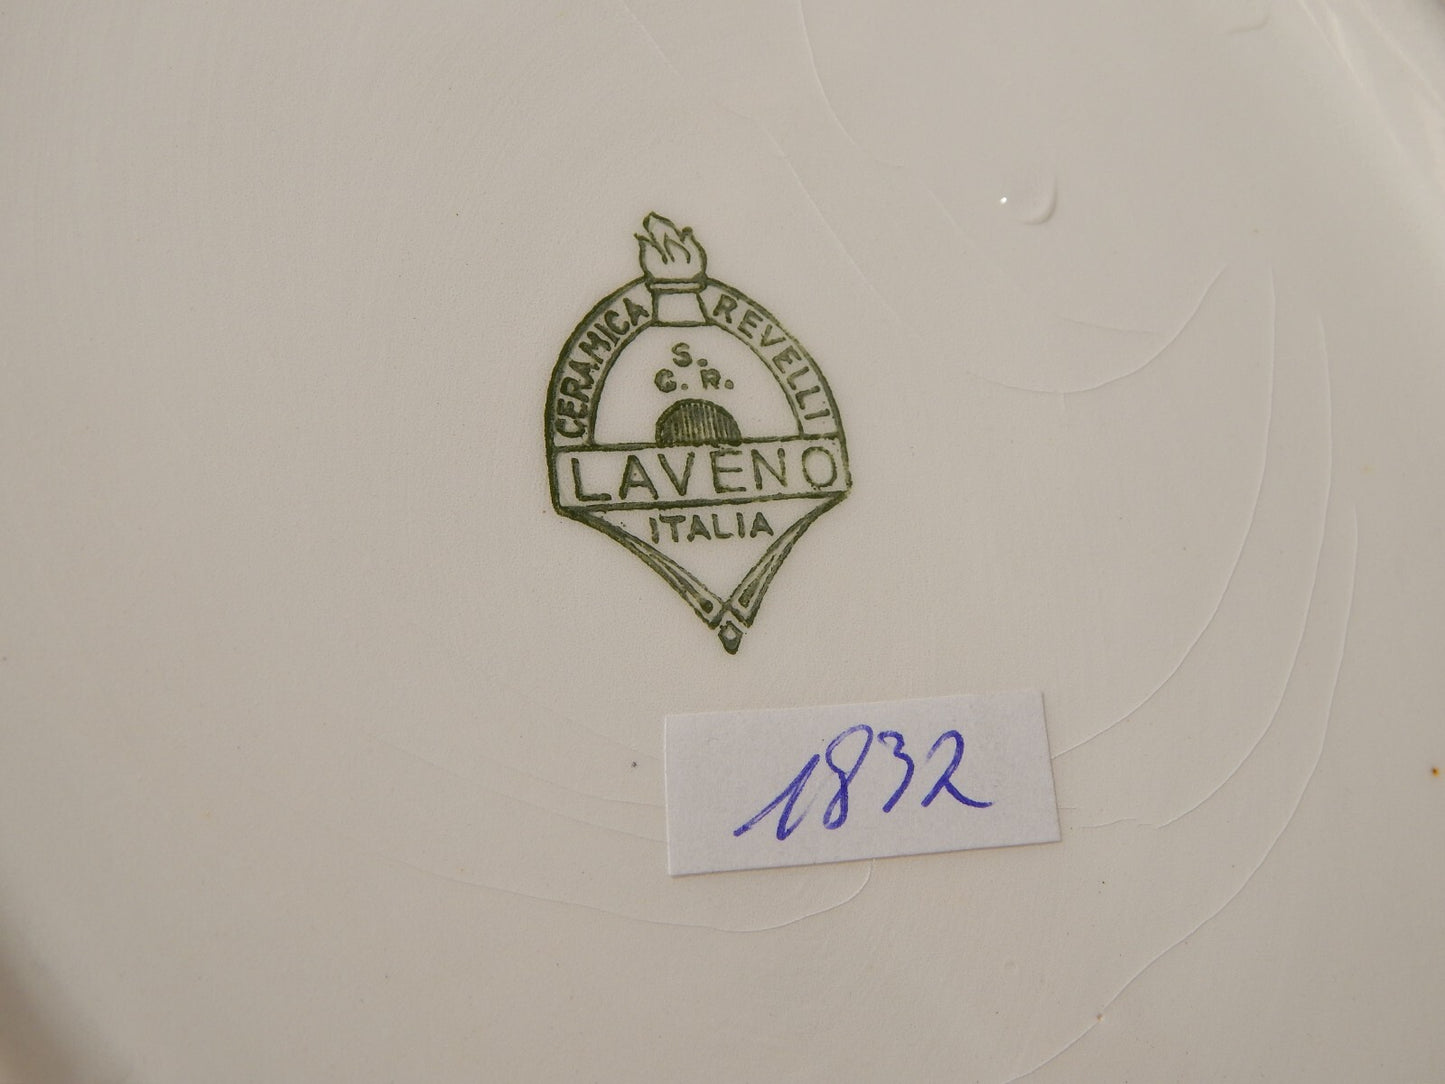 CERAMICA REVELLI
S.
C. R.
LAVENO
ITALIA
1832